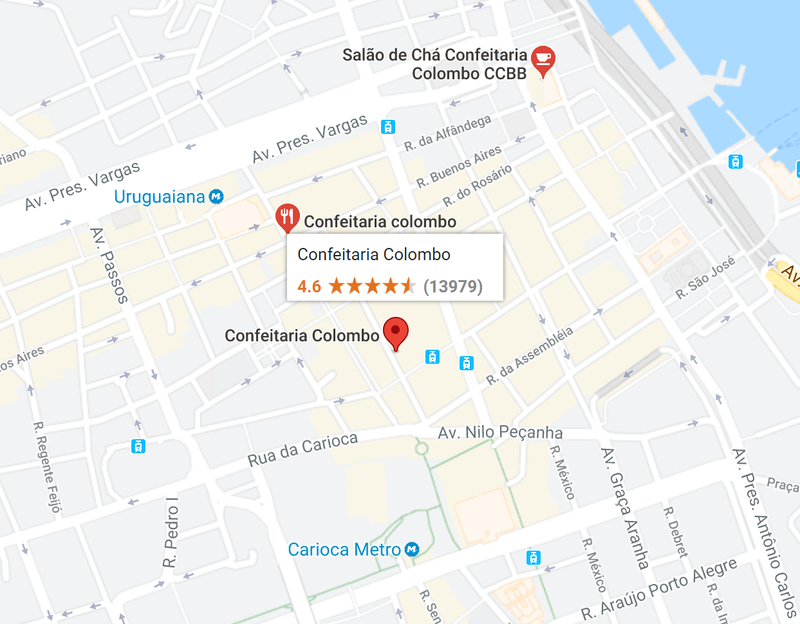 Salão de Chá Confeitaria
Colombo CCBB
Av. Pres. Vargas
R. da Alfândega
R. Buenos Aires
R. do Rosário
Av. Pres. Vargas
Uruguaiana
Confeitaria colombo
Confeitaria Colombo
4.6 (13979)
Av. Passos
R. São José
Av.
Confeitaria Colombo
os Aires
R. da Assembléia
R. Regente Feijó
Rua da Carioca
Av. Nilo Peçanha
R. México
Av. Graça Aranha
Av. Pres. Antônio Carlos
Praça
R. Pedro I
R. Debret
Carioca Metro
R. México
R. Araújo Porto Alegre
R. Sen.
R. da In